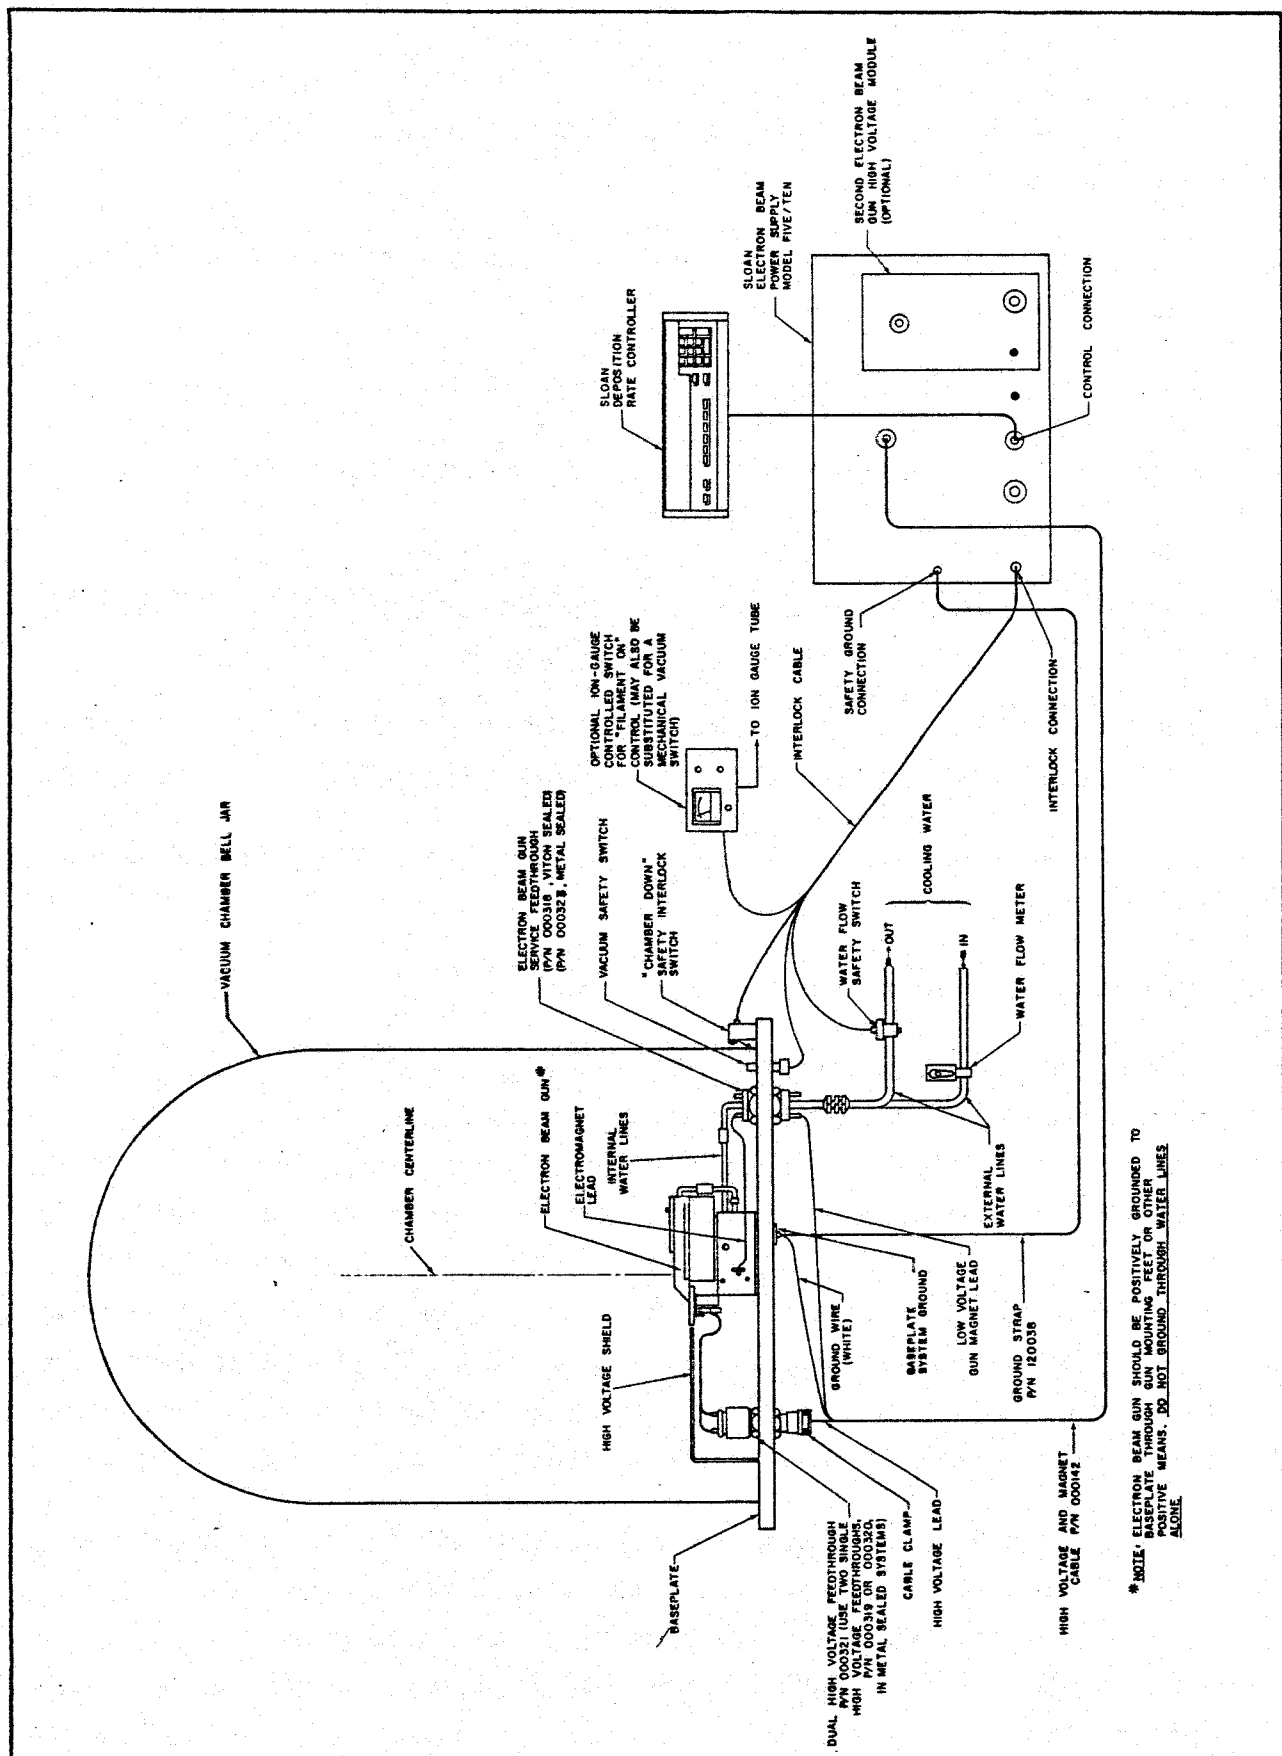 VACUUM CHAMBER BELL JAR
CHAMBER CENTERLINE
ELECTRON BEAM GUN
SERVICE FEEDTHROUGH
(P/N 000318, VITON SEALED)
VACUUM SAFETY SWITCH
"CHAMBER DOWN"
SAFETY INTERLOCK
SWITCH
OPTIONAL ION-GAUGE
CONTROLLED SWITCH
FOR "FILAMENT ON"
CONTROL (MAY ALSO BE
SUBSTITUTED FOR A
MECHANICAL VACUUM
SWITCH)
TO ION GAUGE TUBE
INTERLOCK CABLE
SLOAN
DEPOSITION
RATE CONTROLLER
SLOAN
ELECTRON BEAM
POWER SUPPLY
MODEL FIVE/TEN
SECOND ELECTRON BEAM
GUN HIGH VOLTAGE MODULE
(OPTIONAL)
HIGH VOLTAGE SHIELD
ELECTRON BEAM GUN*
ELECTROMAGNET
LEAD
INTERNAL
WATER LINES
BASEPLATE
DUAL HIGH VOLTAGE FEEDTHROUGH
P/N 000321 (USE TWO SINGLE
HIGH VOLTAGE FEEDTHROUGHS,
P/N 000319 OR 000320,
IN METAL SEALED SYSTEMS)
CABLE CLAMP
HIGH VOLTAGE LEAD
GROUND WIRE
(WHITE)
BASEPLATE
SYSTEM GROUND
LOW VOLTAGE
GUN MAGNET LEAD
GROUND STRAP
P/N 120038
EXTERNAL
WATER LINES
WATER FLOW
SAFETY SWITCH
OUT
COOLING WATER
IN
WATER FLOW METER
SAFETY GROUND
CONNECTION
INTERLOCK CONNECTION
CONTROL CONNECTION
HIGH VOLTAGE AND MAGNET
CABLE P/N 000142
*NOTE: ELECTRON BEAM GUN SHOULD BE POSITIVELY GROUNDED TO
BASEPLATE THROUGH GUN MOUNTING FEET OR OTHER
POSITIVE MEANS. DO NOT GROUND THROUGH WATER LINES
ALONE.